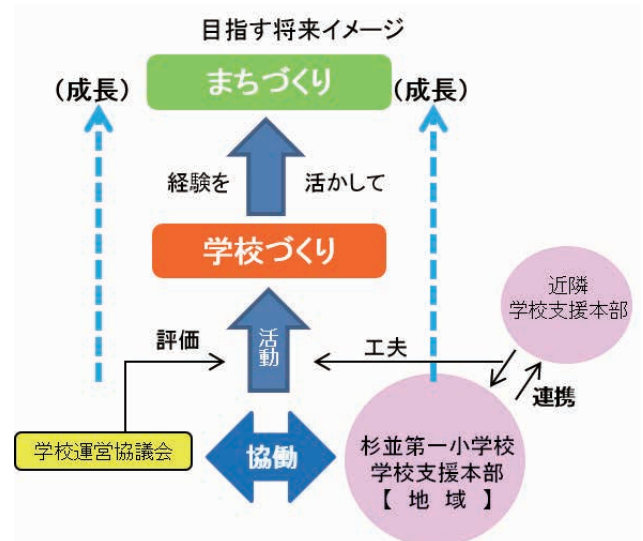 目指す将来イメージ
まちづくり
(成長)
(成長)
経験を 活かして
学校づくり
近隣
学校支援本部
評価
活動
工夫
連携
学校運営協議会
協働
杉並第一小学校
学校支援本部
【 地 域 】